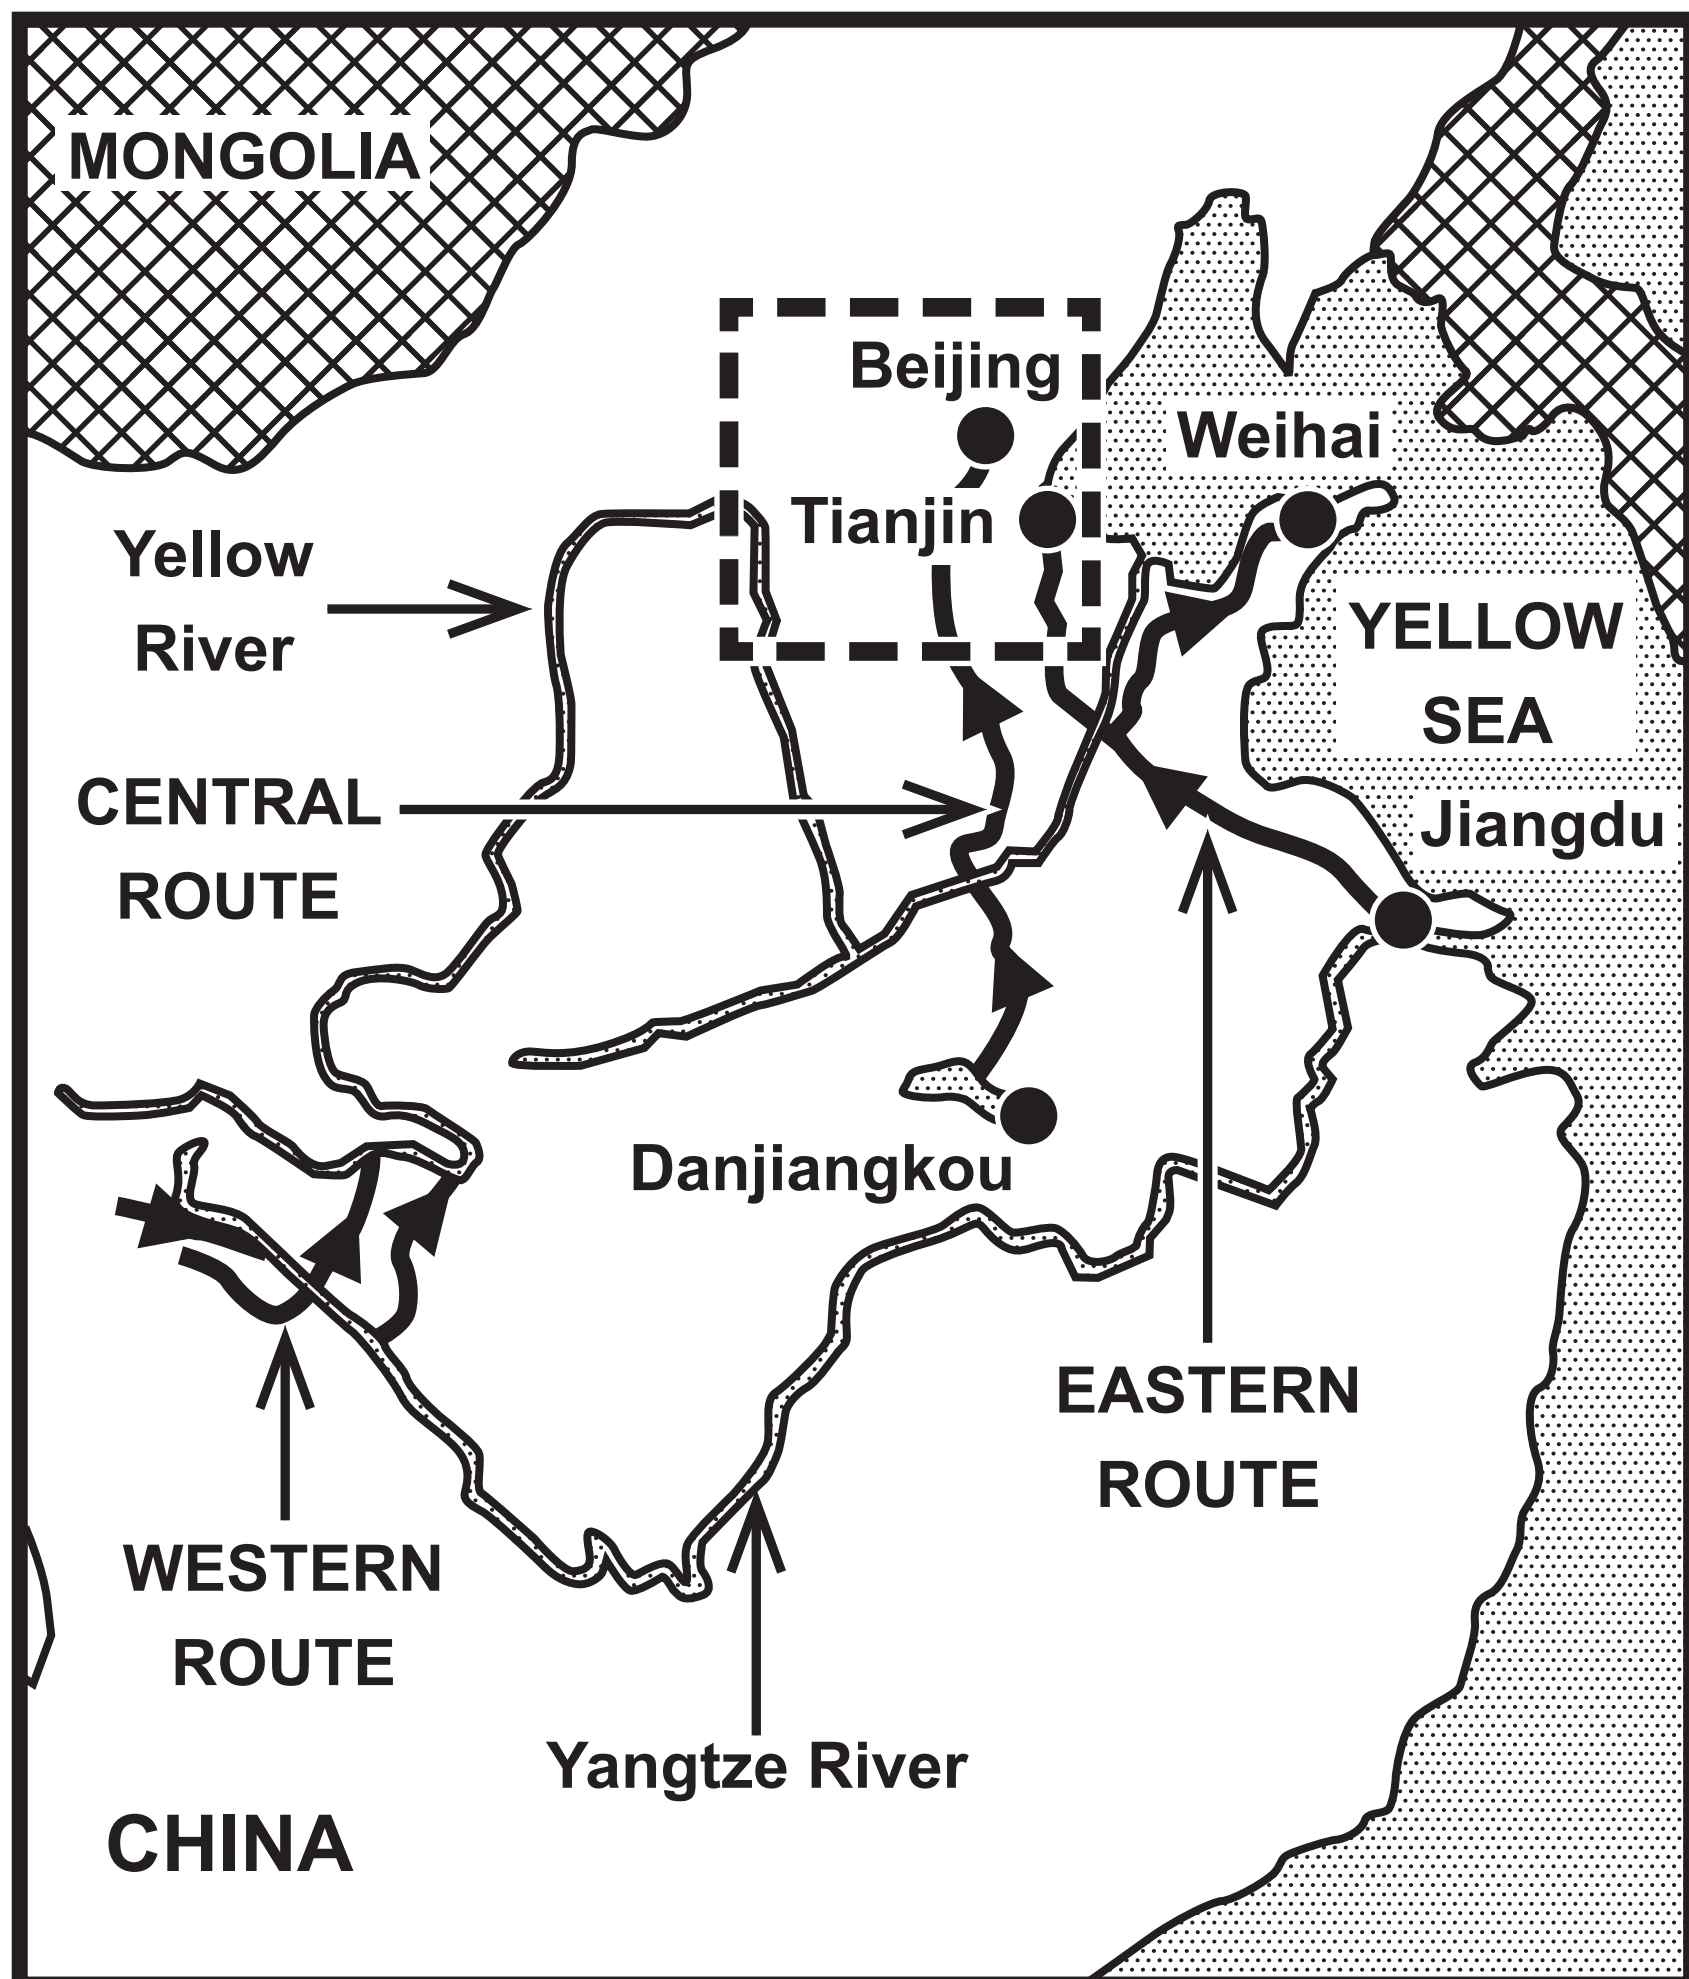 MONGOLIA
Beijing
Weihai
Tianjin
Yellow
River
YELLOW
SEA
CENTRAL
ROUTE
Jiangdu
Danjiangkou
EASTERN
ROUTE
WESTERN
ROUTE
Yangtze River
CHINA